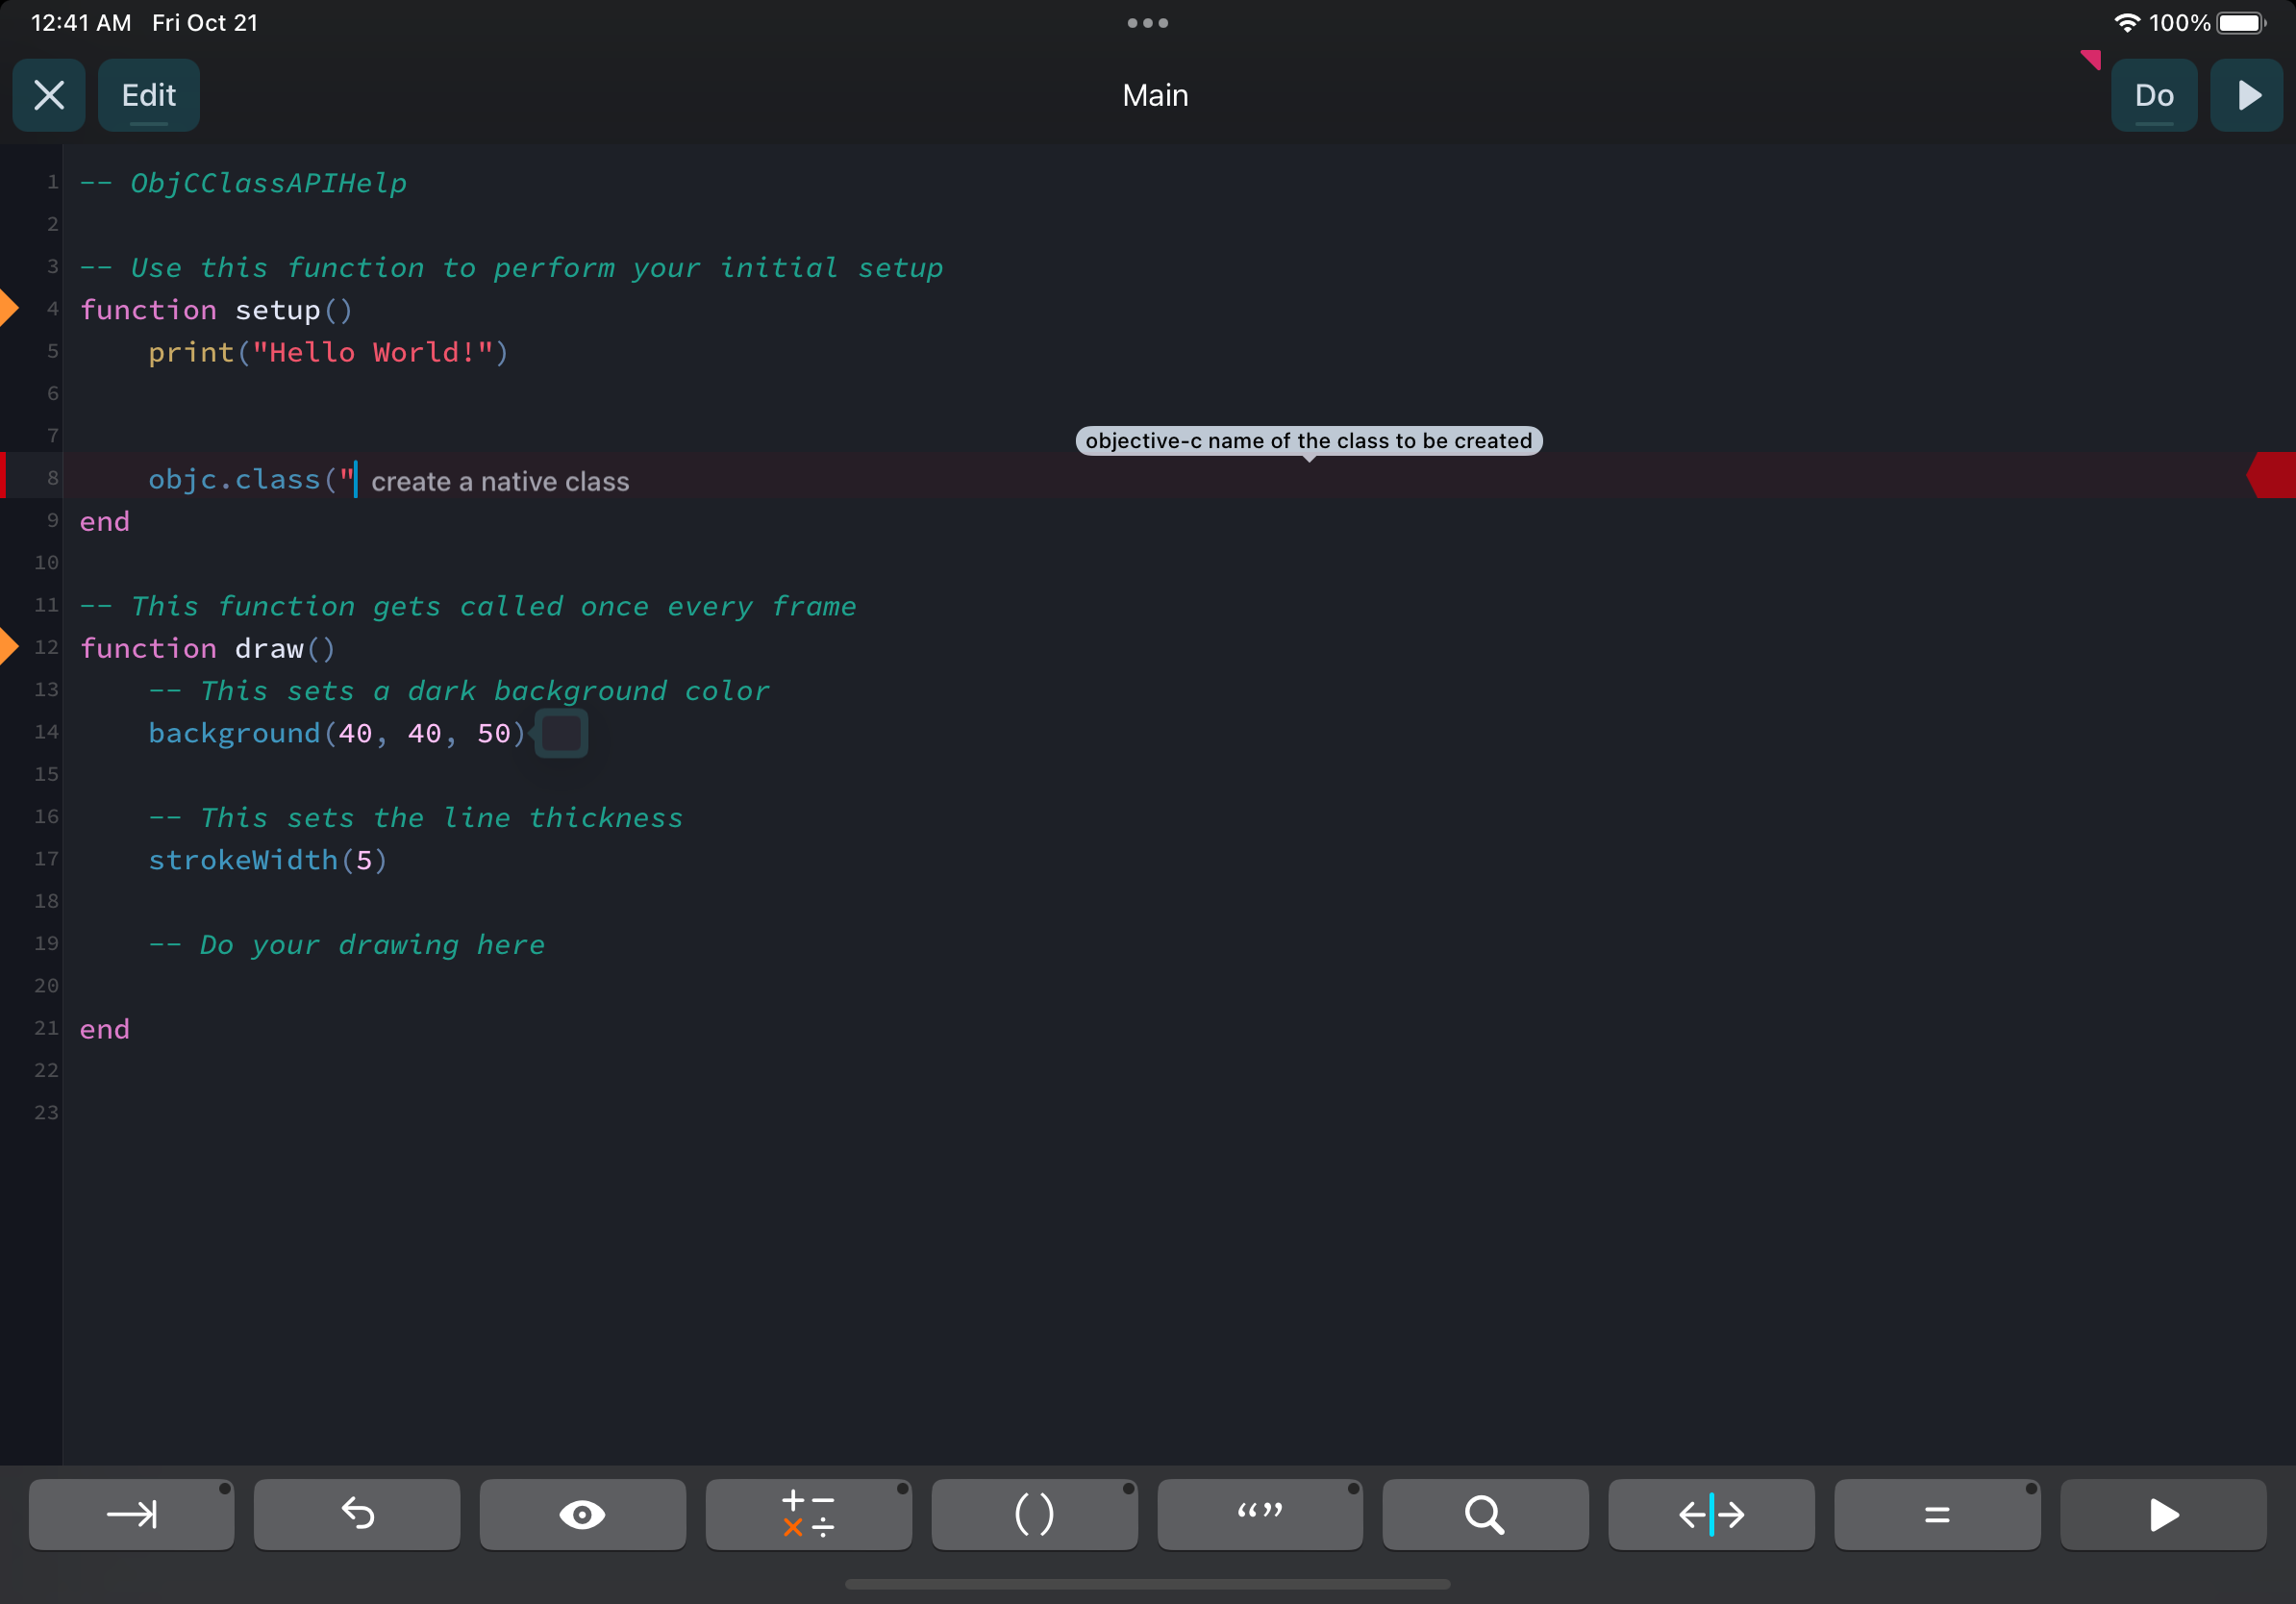 12:41 AM Fri Oct 21 100%
Edit Main Do
1 -- ObjCClassAPIHelp
2
3 -- Use this function to perform your initial setup
4 function setup()
5 print("Hello World!")
6
7
objective-c name of the class to be created
8 objc.class(" create a native class
9 end
10
11 -- This function gets called once every frame
12 function draw()
13 -- This sets a dark background color
14 background(40, 40, 50)
15
16 -- This sets the line thickness
17 strokeWidth(5)
18
19 -- Do your drawing here
20
21 end
22
23
+ − × ÷ ( ) “” =